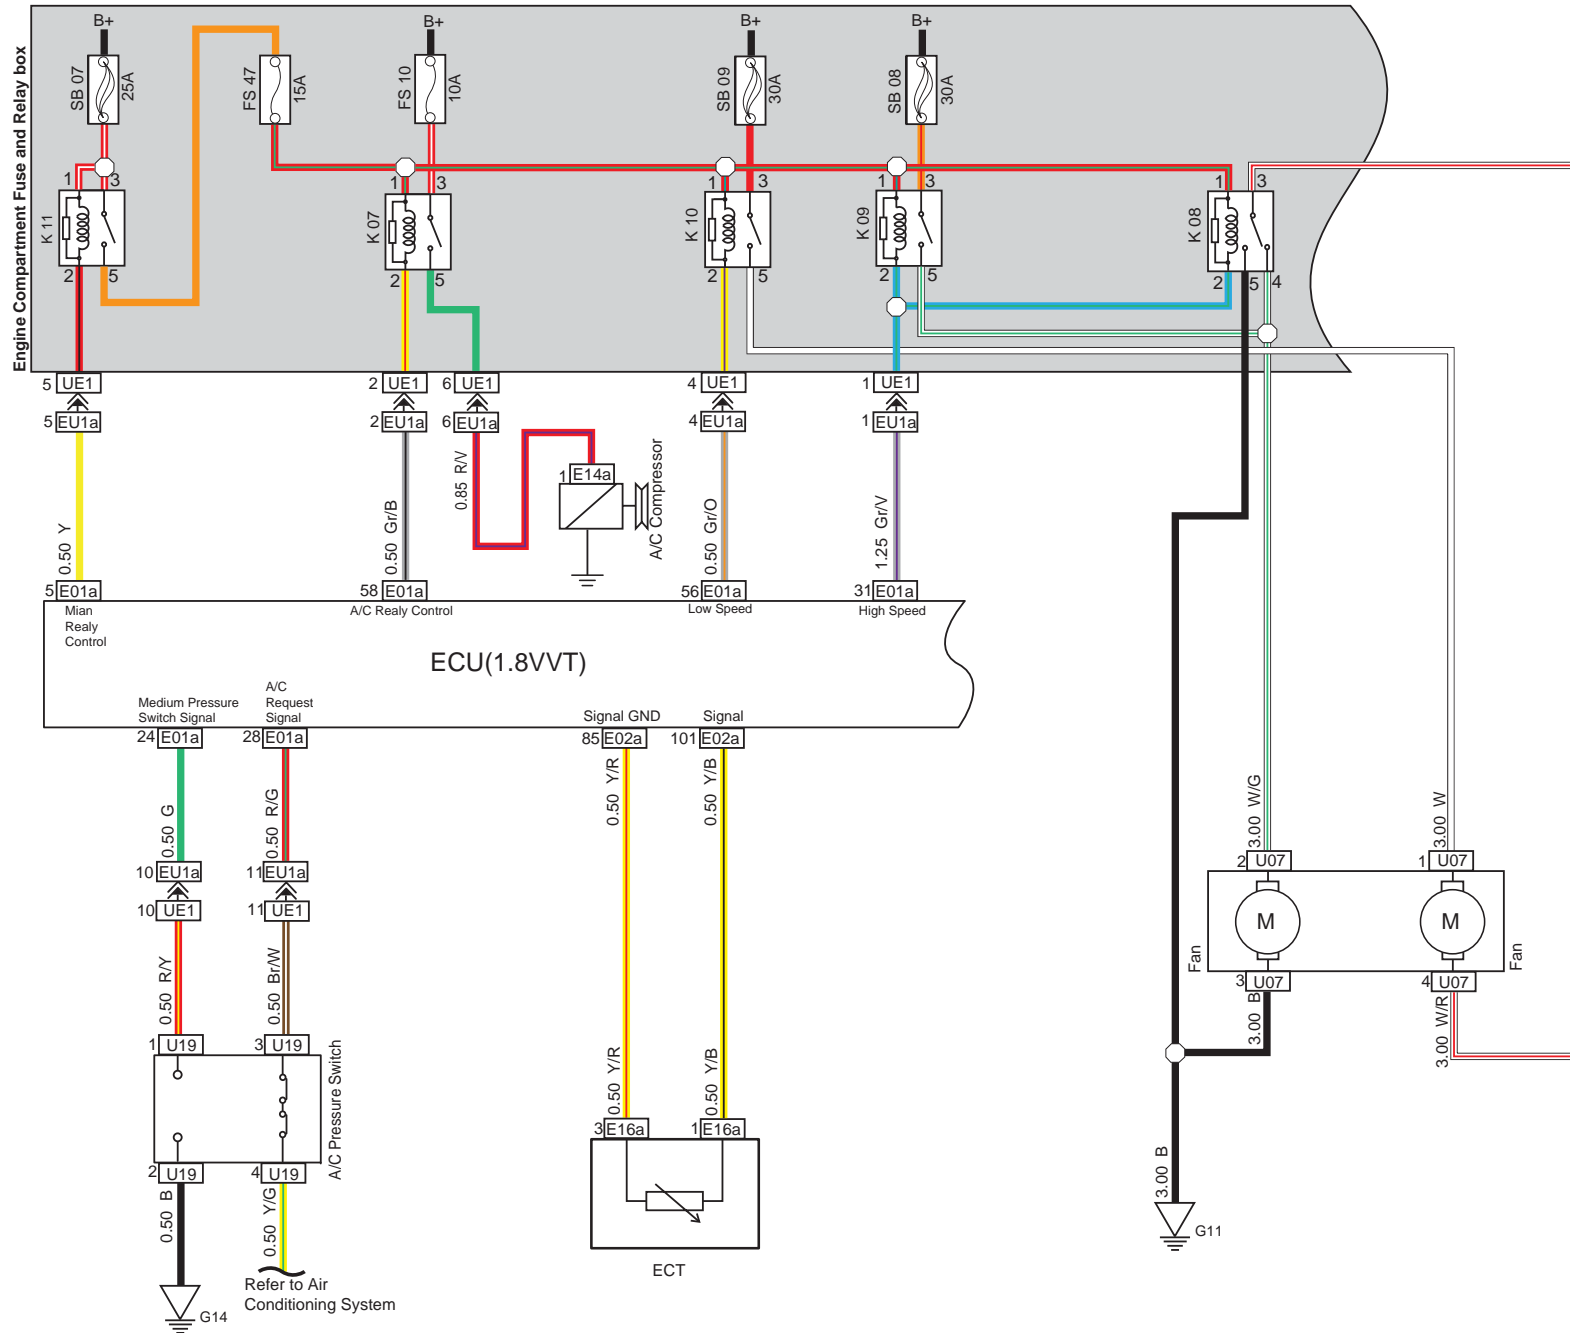 Engine Compartment Fuse and Relay box
B+
B+
B+
B+
SB 07
25A
FS 47
15A
FS 10
10A
SB 09
30A
SB 08
30A
1 3
1 3
1 3
1 3
1 3
K 11
K 07
K 10
K 09
K 08
2 5
2 5
2 5
2 5
2 5 4
5 UE1
2 UE1
6 UE1
4 UE1
1 UE1
5 EU1a
2 EU1a
6 EU1a
4 EU1a
1 EU1a
0.50 Y
0.50 Gr/B
0.85 R/V
1 E14a
A/C Compressor
0.50 Gr/O
1.25 Gr/V
5 E01a
58 E01a
56 E01a
31 E01a
Mian
Realy
Control
A/C Realy Control
Low Speed
High Speed
ECU(1.8VVT)
Medium Pressure
Switch Signal
A/C
Request
Signal
Signal GND
Signal
24 E01a
28 E01a
85 E02a
101 E02a
0.50 G
0.50 R/G
0.50 Y/R
0.50 Y/B
3.00 W/G
3.00 W
10 EU1a
11 EU1a
10 UE1
11 UE1
2 U07
1 U07
M
M
Fan
Fan
3 U07
4 U07
0.50 R/Y
0.50 Br/W
3.00 B
3.00 W/R
1 U19
3 U19
A/C Pressure Switch
2 U19
4 U19
0.50 Y/R
0.50 Y/B
3 E16a
1 E16a
ECT
0.50 B
0.50 Y/G
3.00 B
G11
Refer to Air
Conditioning System
G14